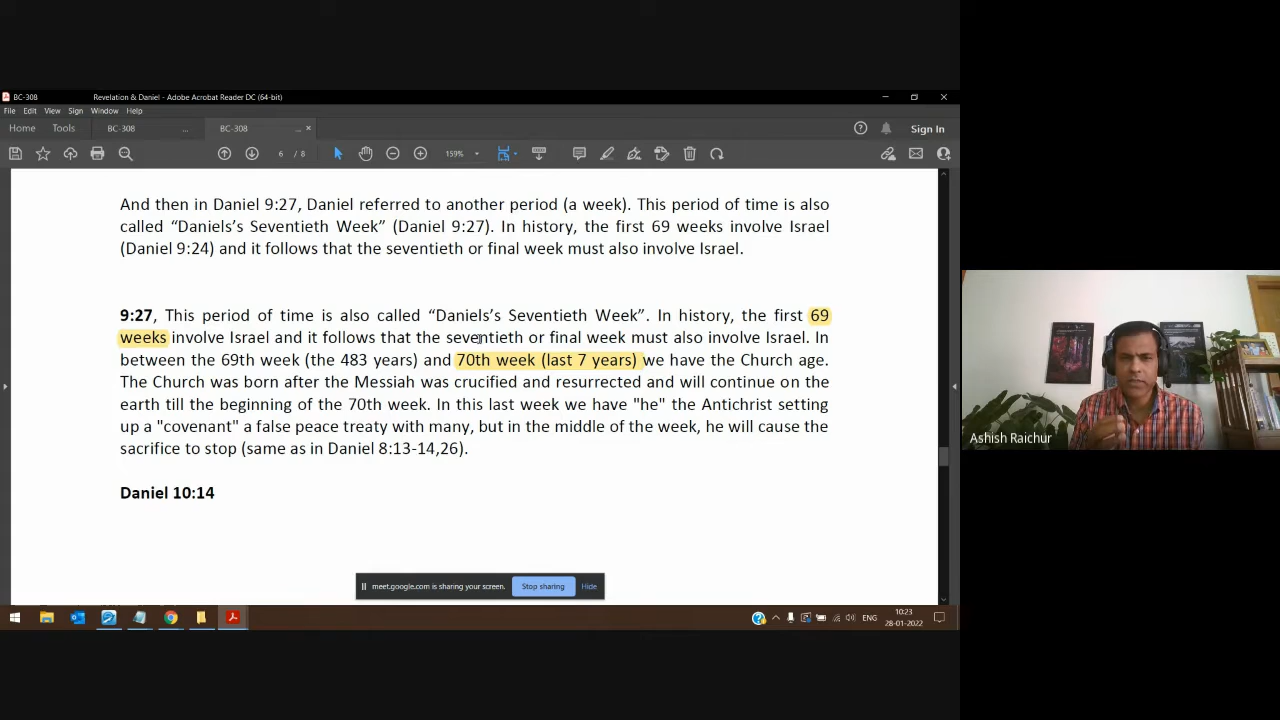 BC-308
Revelation & Daniel - Adobe Acrobat Reader DC (64-bit)
File Edit View Sign Window Help
Home Tools BC-308 ... BC-308 ... × Sign In
6 / 8 159%
And then in Daniel 9:27, Daniel referred to another period (a week). This period of time is also
called “Daniels’s Seventieth Week” (Daniel 9:27). In history, the first 69 weeks involve Israel
(Daniel 9:24) and it follows that the seventieth or final week must also involve Israel.
9:27, This period of time is also called “Daniels’s Seventieth Week”. In history, the first 69
weeks involve Israel and it follows that the seventieth or final week must also involve Israel. In
between the 69th week (the 483 years) and 70th week (last 7 years) we have the Church age.
The Church was born after the Messiah was crucified and resurrected and will continue on the
earth till the beginning of the 70th week. In this last week we have "he" the Antichrist setting
up a "covenant" a false peace treaty with many, but in the middle of the week, he will cause the
sacrifice to stop (same as in Daniel 8:13-14,26).
Daniel 10:14
meet.google.com is sharing your screen. Stop sharing Hide
ENG
10:23
28-01-2022
Ashish Raichur